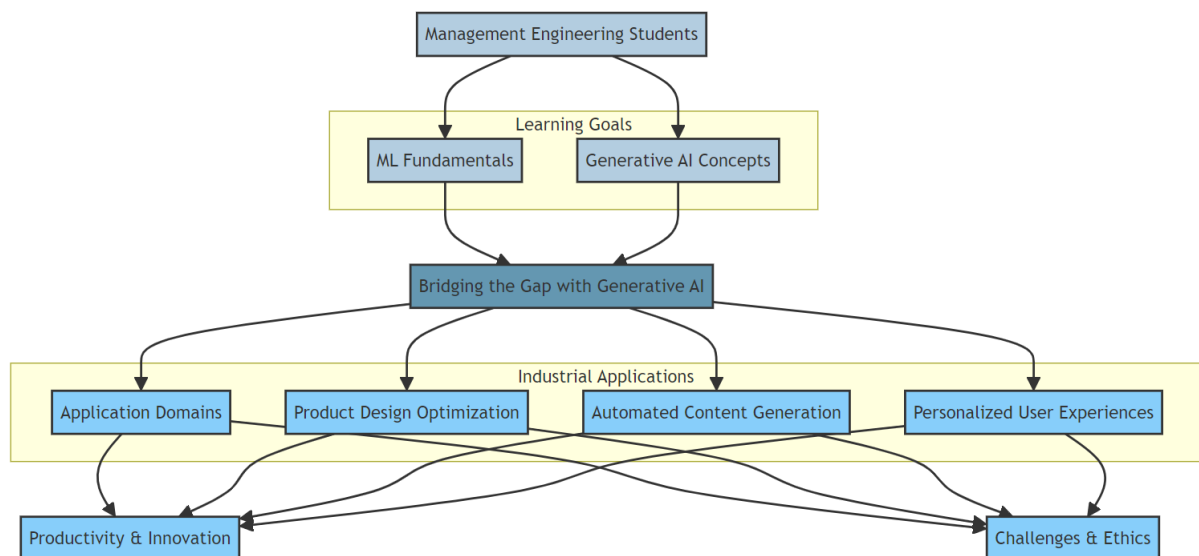 Management Engineering Students
Learning Goals
ML Fundamentals
Generative AI Concepts
Bridging the Gap with Generative AI
Industrial Applications
Application Domains
Product Design Optimization
Automated Content Generation
Personalized User Experiences
Productivity & Innovation
Challenges & Ethics